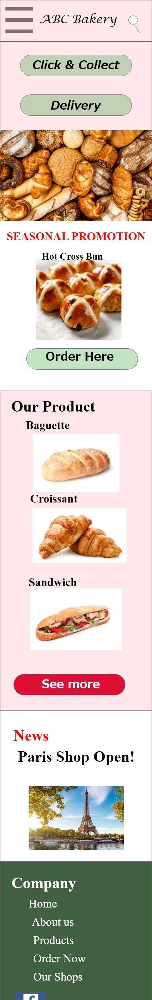 ABC Bakery
Click & Collect
Delivery
SEASONAL PROMOTION
Hot Cross Bun
Order Here
Our Product
Baguette
Croissant
Sandwich
See more
News
Paris Shop Open!
Company
Home
About us
Products
Order Now
Our Shops